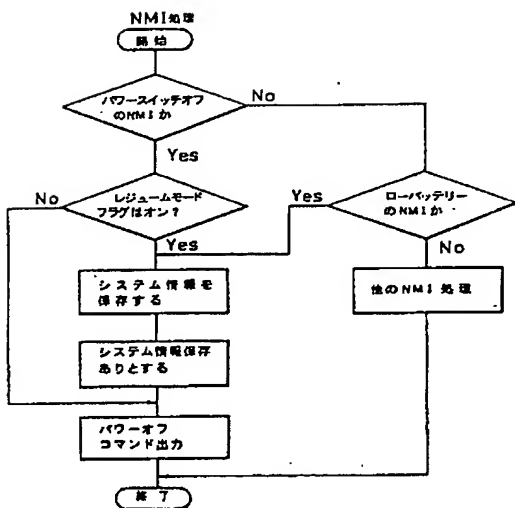 NMI処理
開始
パワースイッチオフ
のNMIか
No
Yes
レジュームモード
フラグはオン?
No
Yes
ローバッテリー
のNMIか
Yes
No
システム情報を
保存する
他のNMI処理
システム情報保存
ありとする
パワーオフ
コマンド出力
終了